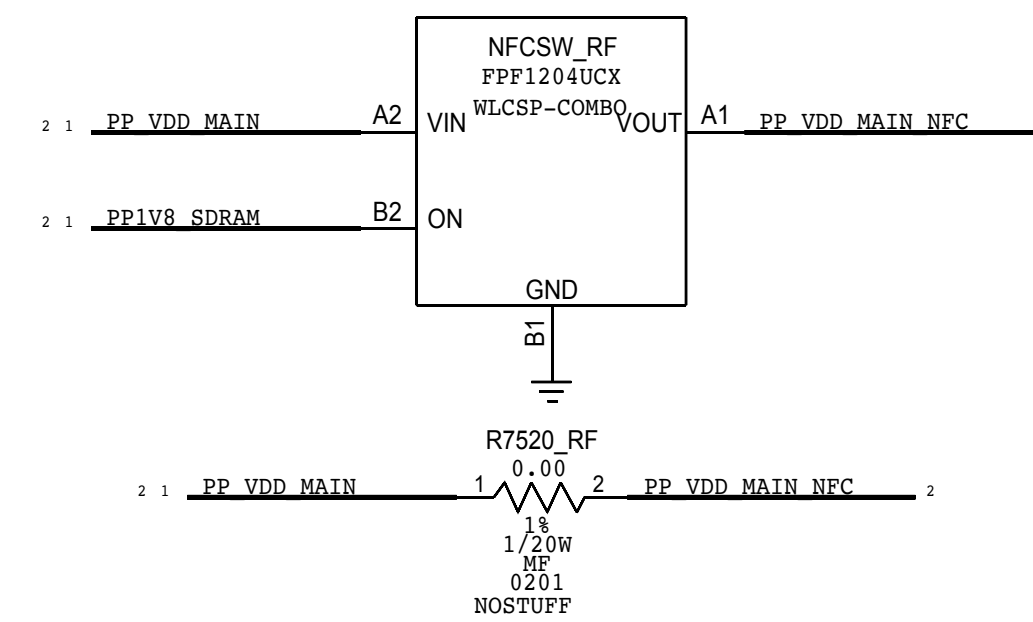 NFCSW_RF
FPF1204UCX
WLCSP-COMBO
2 1 PP_VDD_MAIN A2 VIN VOUT A1 PP_VDD_MAIN_NFC
2 1 PP1V8_SDRAM B2 ON
GND
B1
R7520_RF
0.00
2 1 PP_VDD_MAIN 1 2 PP_VDD_MAIN_NFC 2
1%
1/20W
MF
0201
NOSTUFF